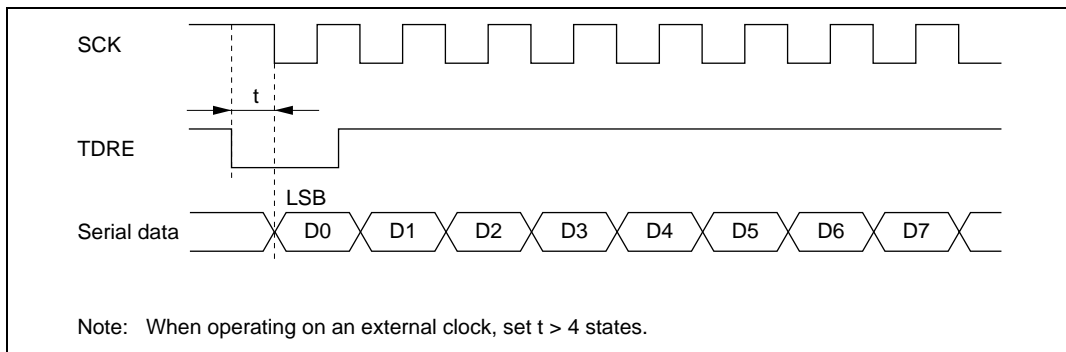 SCK
t
TDRE
LSB
Serial data
D0 D1 D2 D3 D4 D5 D6 D7
Note: When operating on an external clock, set t > 4 states.